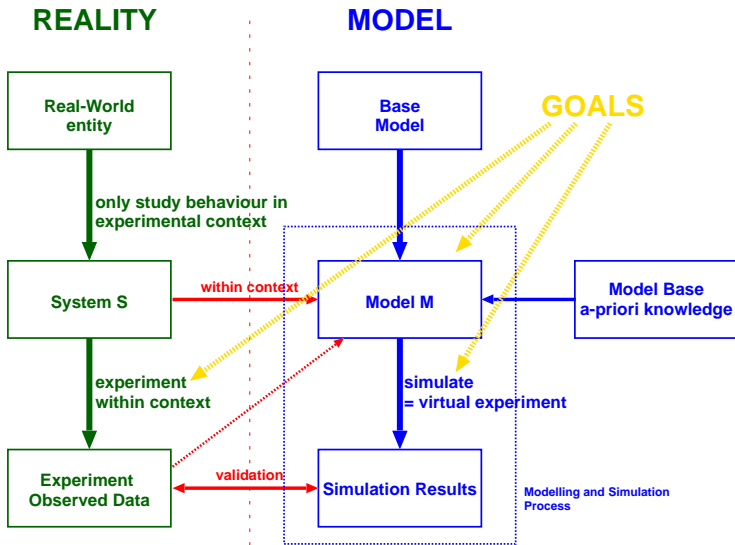 REALITY
MODEL
Real-World
entity
Base
Model
GOALS
only study behaviour in
experimental context
System S
within context
Model M
Model Base
a-priori knowledge
experiment
within context
simulate
= virtual experiment
Experiment
Observed Data
validation
Simulation Results
Modelling and Simulation
Process